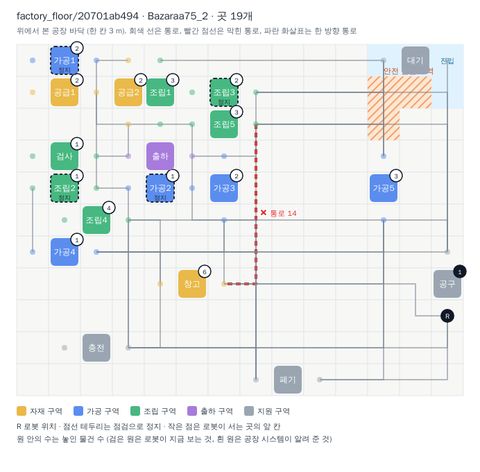 factory_floor/20701ab494 · Bazaraa75_2 · 곳 19개
위에서 본 공장 바닥 (한 칸 3 m). 회색 선은 통로, 빨간 점선은 막힌 통로, 파란 화살표는 한 방향 통로
가공1 2 정지
대기
진입
안전
역
공급1 2
공급2 2
조립1 3
조립3 2 정지
조립5 3
검사 1
출하
조립2 1 정지
가공2 1 정지
가공3 2
가공5 3
조립4 4
✖ 통로 14
가공4 1
창고 6
공구 1
R
충전
폐기
자재 구역 가공 구역 조립 구역 출하 구역 지원 구역
R 로봇 위치 · 점선 테두리는 점검으로 정지 · 작은 점은 로봇이 서는 곳의 앞 칸
원 안의 수는 놓인 물건 수 (검은 원은 로봇이 지금 보는 것, 흰 원은 공장 시스템이 알려 준 것)